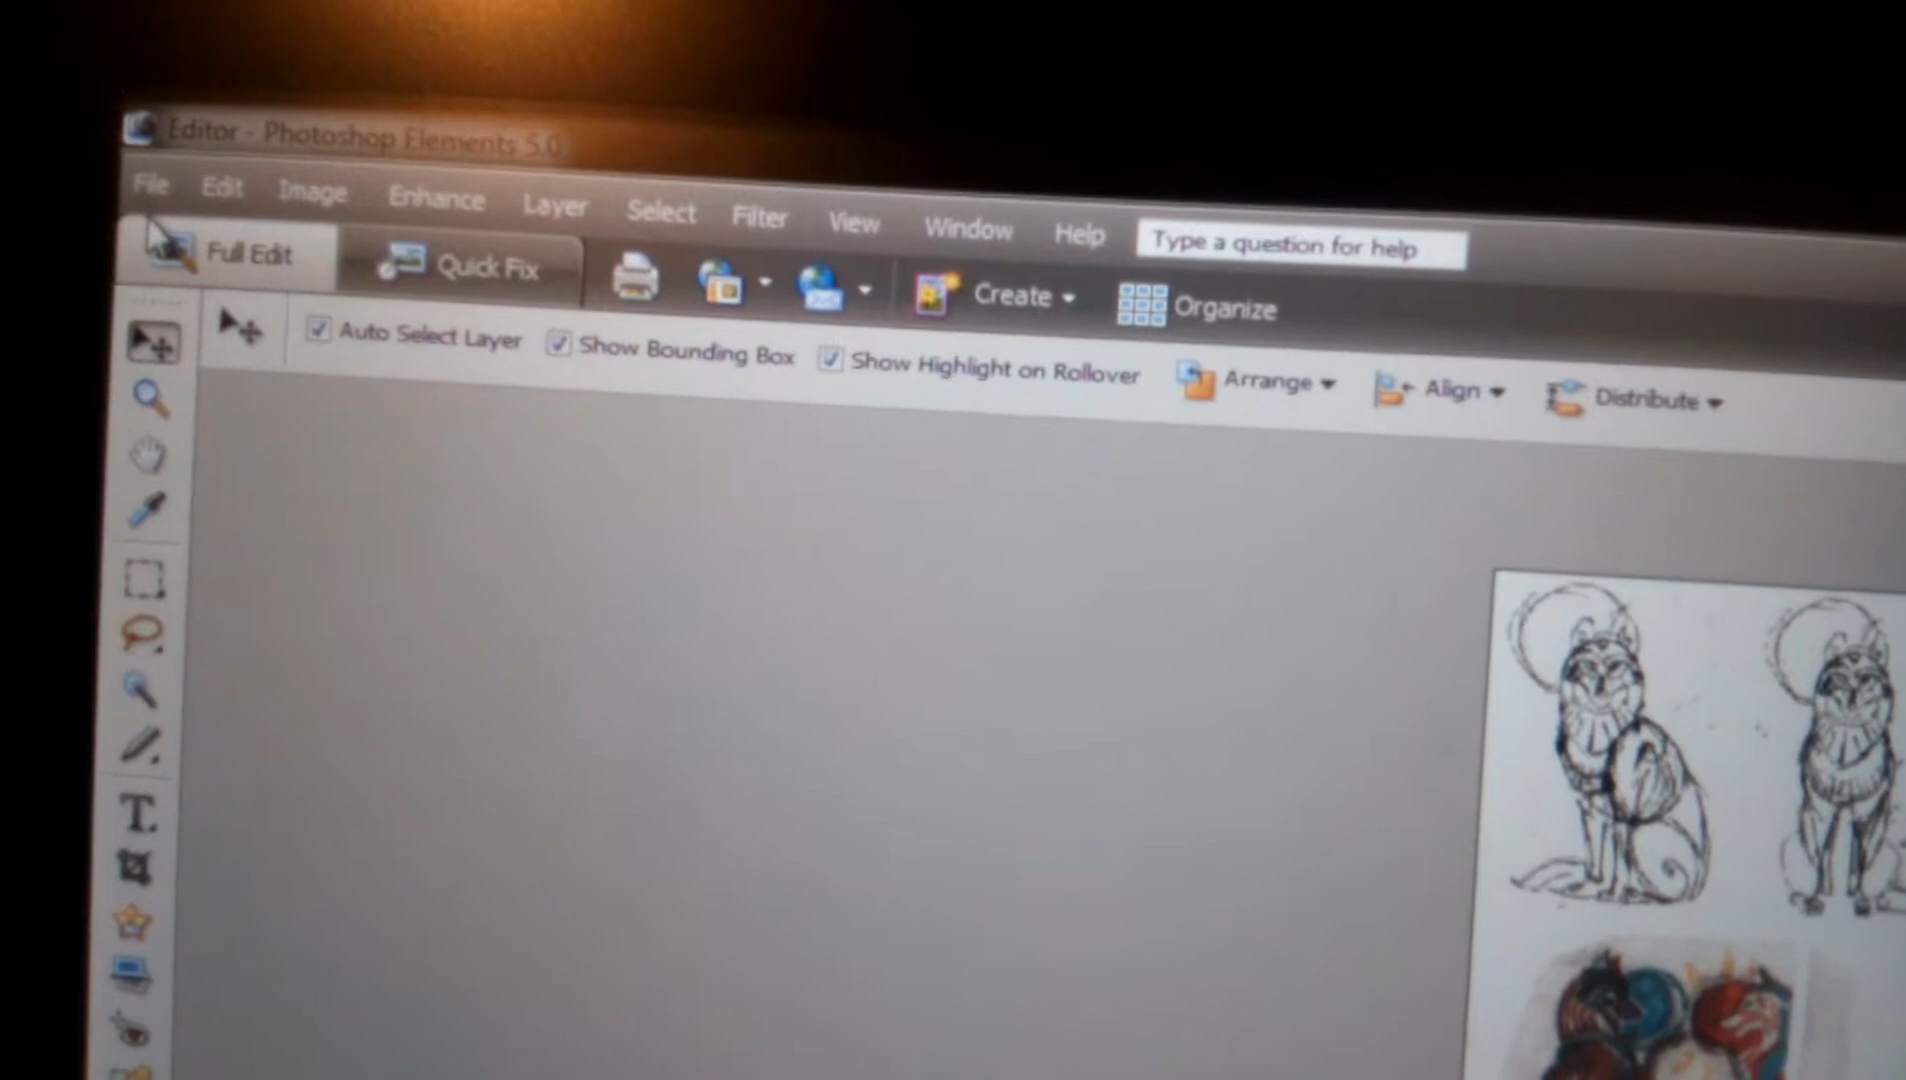 Editor - Photoshop Elements 5.0
File Edit Image Enhance Layer Select Filter View Window Help Type a question for help
Full Edit Quick Fix Create Organize
Auto Select Layer Show Bounding Box Show Highlight on Rollover Arrange Align Distribute
T